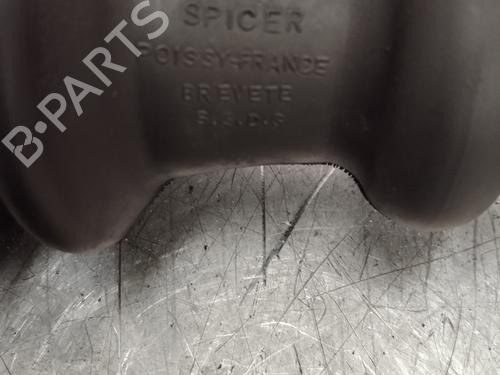 SPICER
POISSY-FRANCE
BREVETE
S.G.D.G
B-PARTS